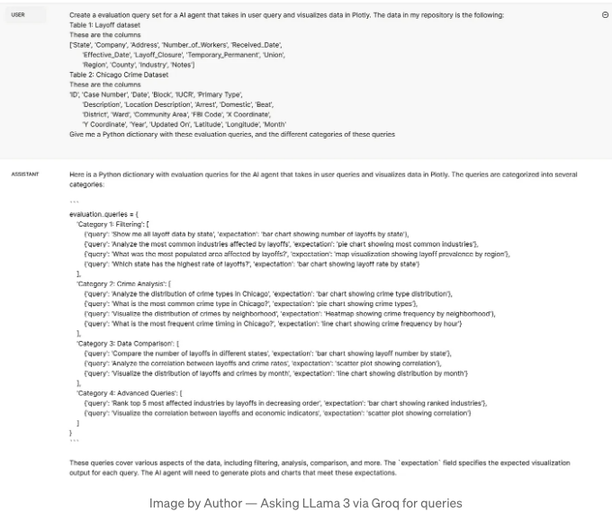 USER
Create a evaluation query set for a AI agent that takes in user query and visualizes data in Plotly. The data in my repository is the following:
Table 1: Layoff dataset
These are the columns
['State', 'Company', 'Address', 'Number_of_Workers', 'Received_Date',
'Effective_Date', 'Layoff_Closure', 'Temporary_Permanent', 'Union',
'Region', 'County', 'Industry', 'Notes']
Table 2: Chicago Crime Dataset
These are the columns
'ID', 'Case Number', 'Date', 'Block', 'IUCR', 'Primary Type',
'Description', 'Location Description', 'Arrest', 'Domestic', 'Beat',
'District', 'Ward', 'Community Area', 'FBI Code', 'X Coordinate',
'Y Coordinate', 'Year', 'Updated On', 'Latitude', 'Longitude', 'Month'
Give me a Python dictionary with these evaluation queries, and the different categories of these queries
ASSISTANT
Here is a Python dictionary with evaluation queries for the AI agent that takes in user queries and visualizes data in Plotly. The queries are categorized into several
categories:
```
evaluation_queries = {
'Category 1: Filtering': [
{'query': 'Show me all layoff data by state', 'expectation': 'bar chart showing number of layoffs by state'},
{'query': 'Analyze the most common industries affected by layoffs', 'expectation': 'pie chart showing most common industries'},
{'query': 'What was the most populated area affected by layoffs?', 'expectation': 'map visualizing layoff prevalence by region'},
{'query': 'Which state has the highest rate of layoffs?', 'expectation': 'bar chart showing layoff rate by state'}
],
'Category 2: Crime Analysis': [
{'query': 'Analyze the distribution of crime types in Chicago', 'expectation': 'bar chart showing crime type distribution'},
{'query': 'What is the most common crime type in Chicago?', 'expectation': 'pie chart showing crime types'},
{'query': 'Visualize the distribution of crimes by neighborhood', 'expectation': 'Heatmap showing crime frequency by neighborhood'},
{'query': 'What is the most frequent crime timing in Chicago?', 'expectation': 'line chart showing crime frequency by hour'}
],
'Category 3: Data Comparison': [
{'query': 'Compare the number of layoffs in different states', 'expectation': 'bar chart showing layoff number by state'},
{'query': 'Analyze the correlation between layoffs and crime rates', 'expectation': 'scatter plot showing correlation'},
{'query': 'Visualize the distribution of layoffs and crimes by month', 'expectation': 'line chart showing distribution by month'}
],
'Category 4: Advanced Queries': [
{'query': 'Rank top 5 most affected industries by layoffs in decreasing order', 'expectation': 'bar chart showing ranked industries'},
{'query': 'Visualize the correlation between layoffs and economic indicators', 'expectation': 'scatter plot showing correlation'}
]
}
```
These queries cover various aspects of the data, including filtering, analysis, comparison, and more. The `expectation` field specifies the expected visualization
output for each query. The AI agent will need to generate plots and charts that meet these expectations.
Image by Author — Asking LLama 3 via Groq for queries